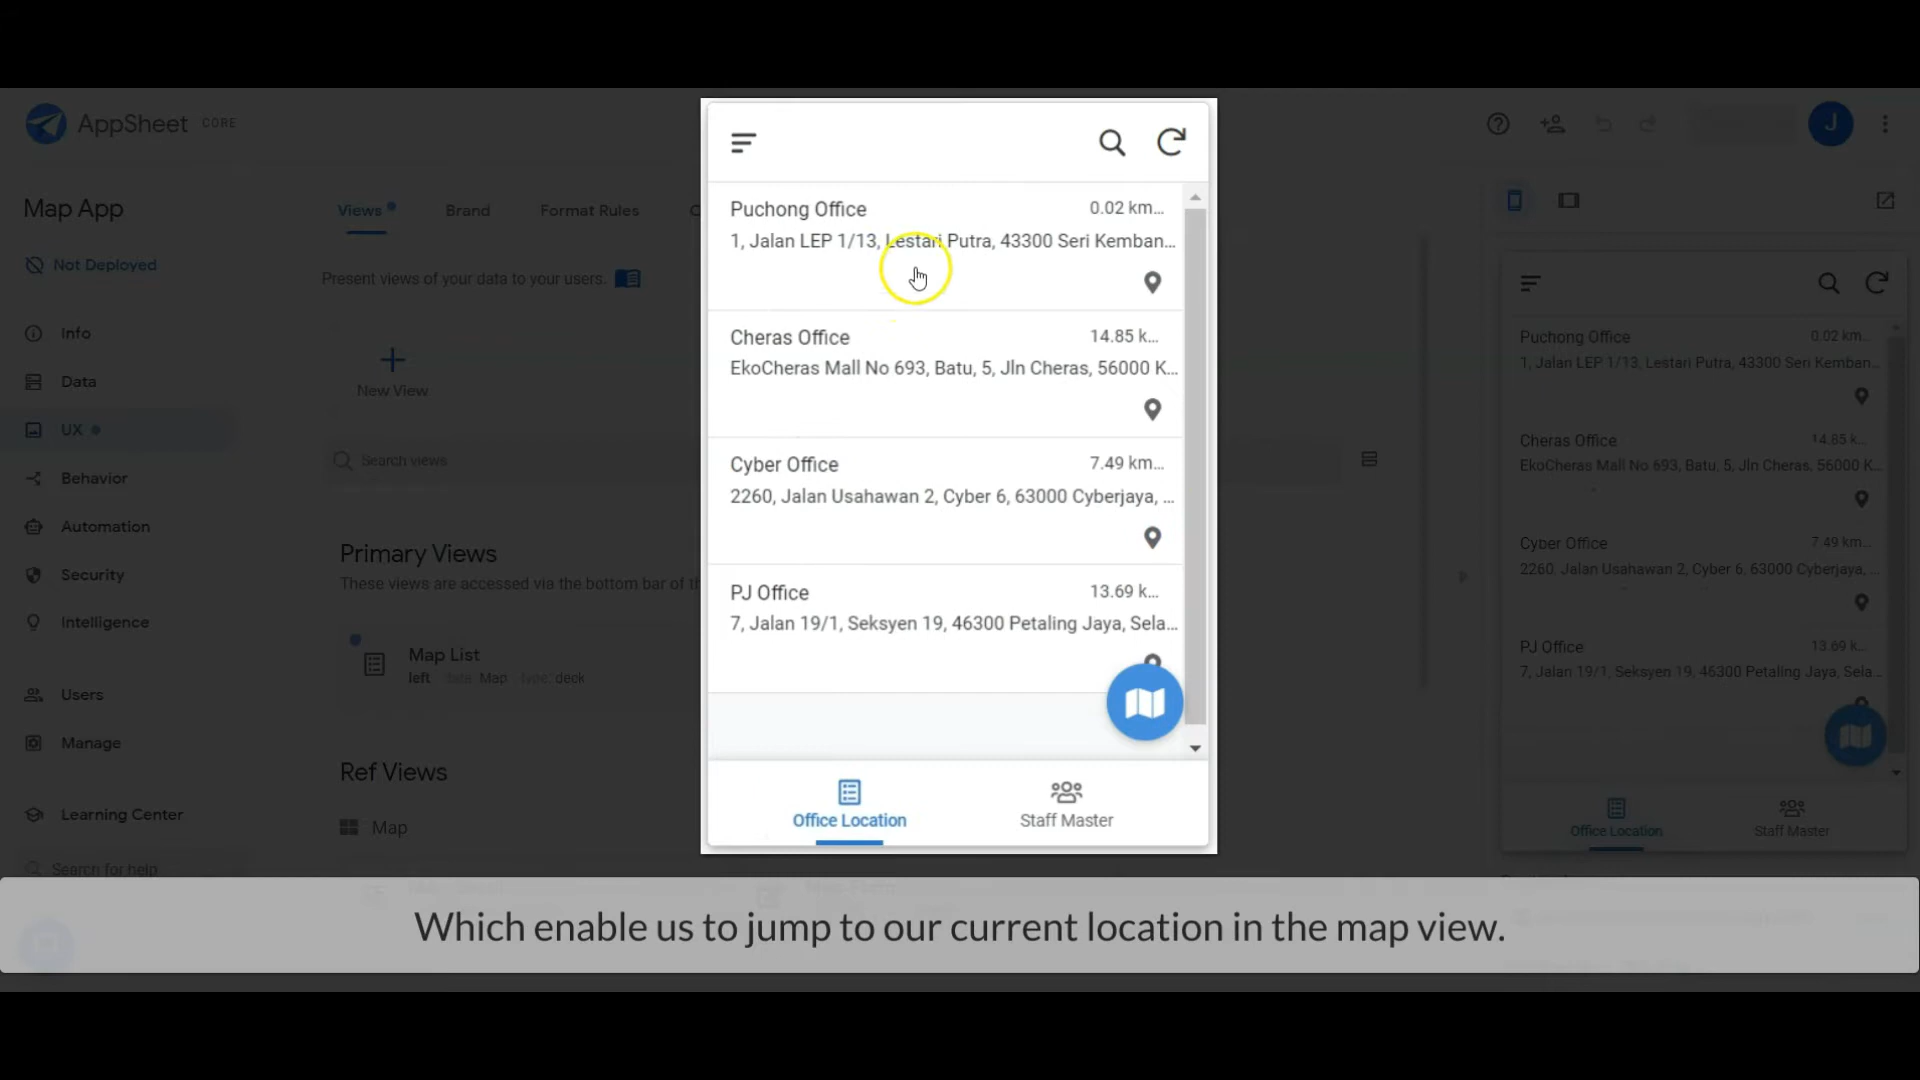 AppSheet CORE
J
Map App
Not Deployed
Info
Data
UX
Behavior
Automation
Security
Intelligence
Users
Manage
Learning Center
Search for help
Views
Brand
Format Rules
Present views of your data to your users.
New View
Search views
Primary Views
These views are accessed via the bottom bar of th
Map List
left data: Map type: deck
Ref Views
Map
Puchong Office
0.02 km...
1, Jalan LEP 1/13, Lestari Putra, 43300 Seri Kemban...
Cheras Office
14.85 k...
EkoCheras Mall No 693, Batu, 5, Jln Cheras, 56000 K...
Cyber Office
7.49 km...
2260, Jalan Usahawan 2, Cyber 6, 63000 Cyberjaya, ...
PJ Office
13.69 k...
7, Jalan 19/1, Seksyen 19, 46300 Petaling Jaya, Sela...
Office Location
Staff Master
Puchong Office
0.02 km...
1, Jalan LEP 1/13, Lestari Putra, 43300 Seri Kemban...
Cheras Office
14.85 k...
EkoCheras Mall No 693, Batu, 5, Jln Cheras, 56000 K...
Cyber Office
7.49 km...
2260, Jalan Usahawan 2, Cyber 6, 63000 Cyberjaya, ...
PJ Office
13.69 k...
7, Jalan 19/1, Seksyen 19, 46300 Petaling Jaya, Sela...
Office Location
Staff Master
Which enable us to jump to our current location in the map view.